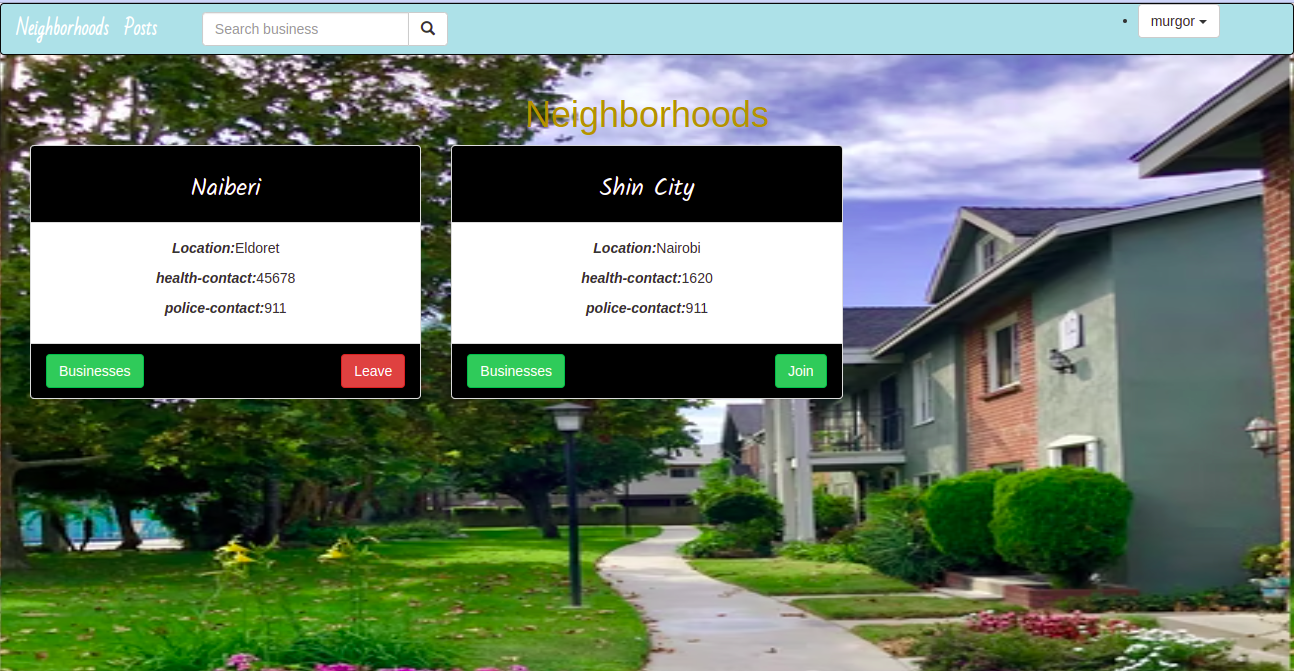 Neighborhoods Posts Search business murgor
Neighborhoods
Naiberi
Location:Eldoret
health-contact:45678
police-contact:911
Businesses Leave
Shin City
Location:Nairobi
health-contact:1620
police-contact:911
Businesses Join